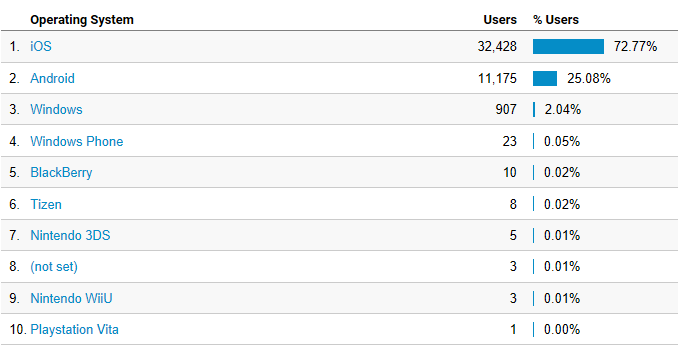 Operating System Users % Users
1. iOS 32,428 72.77%
2. Android 11,175 25.08%
3. Windows 907 2.04%
4. Windows Phone 23 0.05%
5. BlackBerry 10 0.02%
6. Tizen 8 0.02%
7. Nintendo 3DS 5 0.01%
8. (not set) 3 0.01%
9. Nintendo WiiU 3 0.01%
10. Playstation Vita 1 0.00%